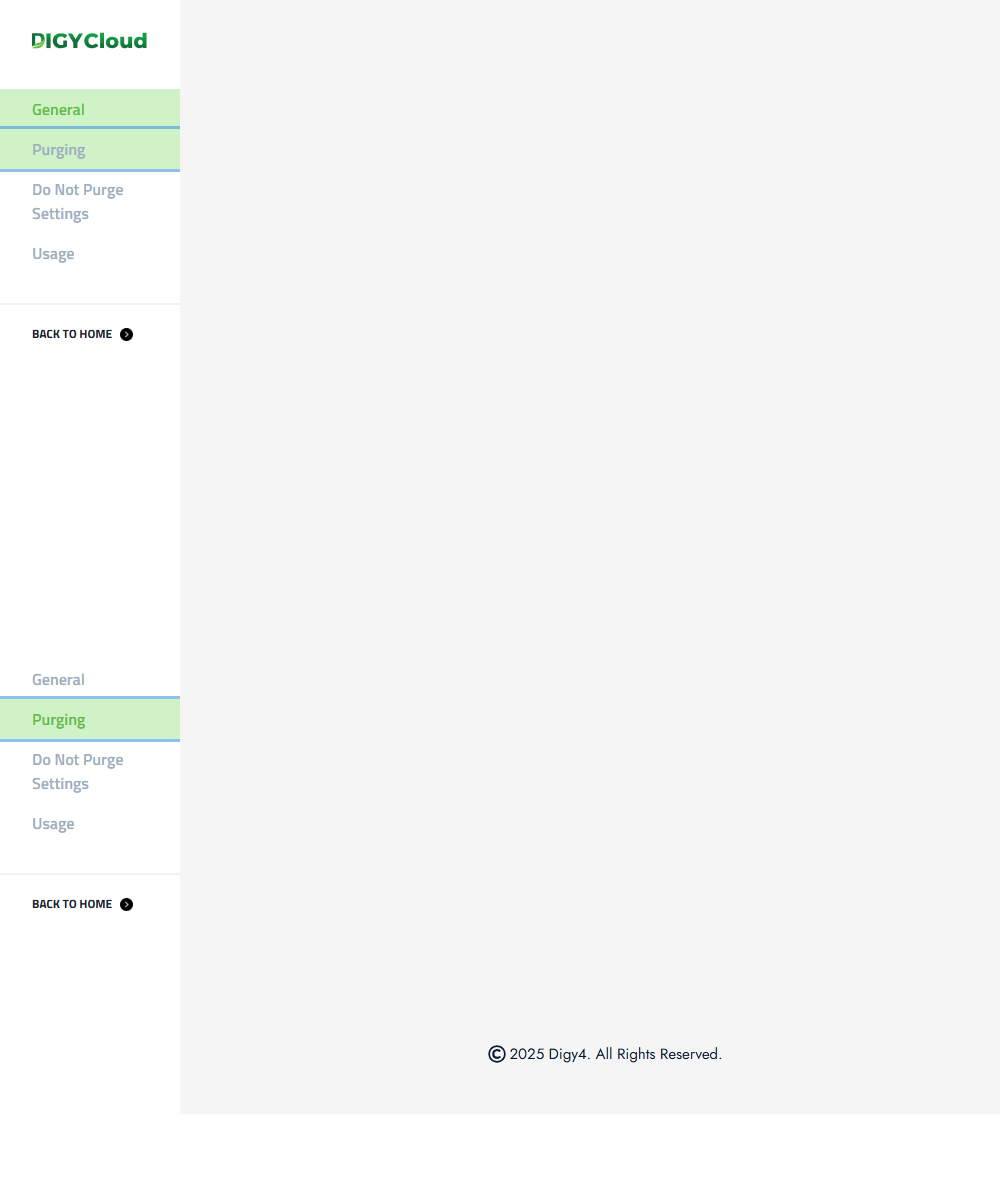 DIGYCloud
General
Purging
Do Not Purge
Settings
Usage
BACK TO HOME
General
Purging
Do Not Purge
Settings
Usage
BACK TO HOME
© 2025 Digy4. All Rights Reserved.